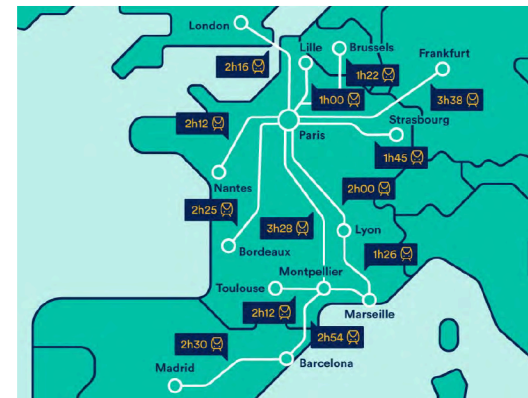 London
Lille
Brussels
Frankfurt
2h16
1h22
1h00
3h38
2h12
Paris
Strasbourg
1h45
Nantes
2h00
2h25
3h28
Lyon
Bordeaux
1h26
Montpellier
Toulouse
2h12
Marseille
2h30
2h54
Madrid
Barcelona